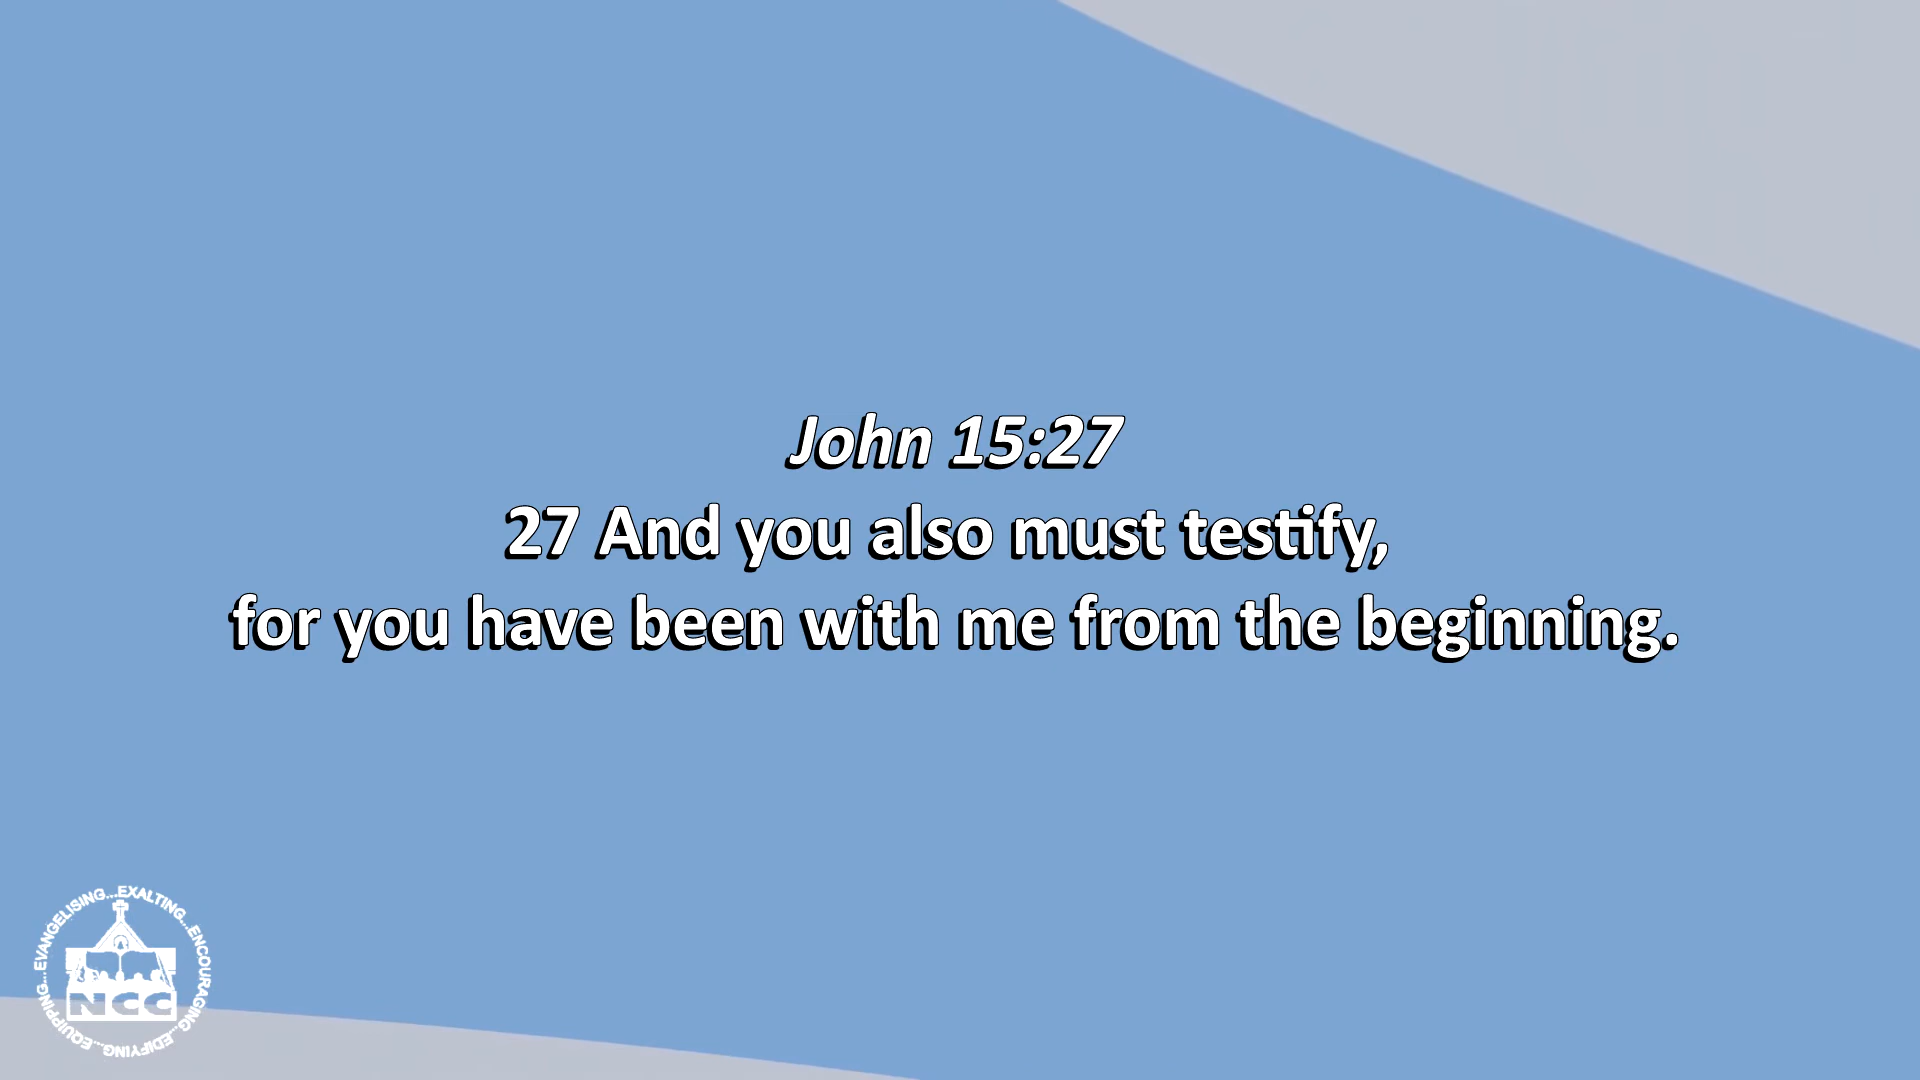 John 15:27
27 And you also must testify,
for you have been with me from the beginning.
EVANGELISING...EXALTING...ENCOURAGING...EDIFYING...EQUIPPING...
NCC